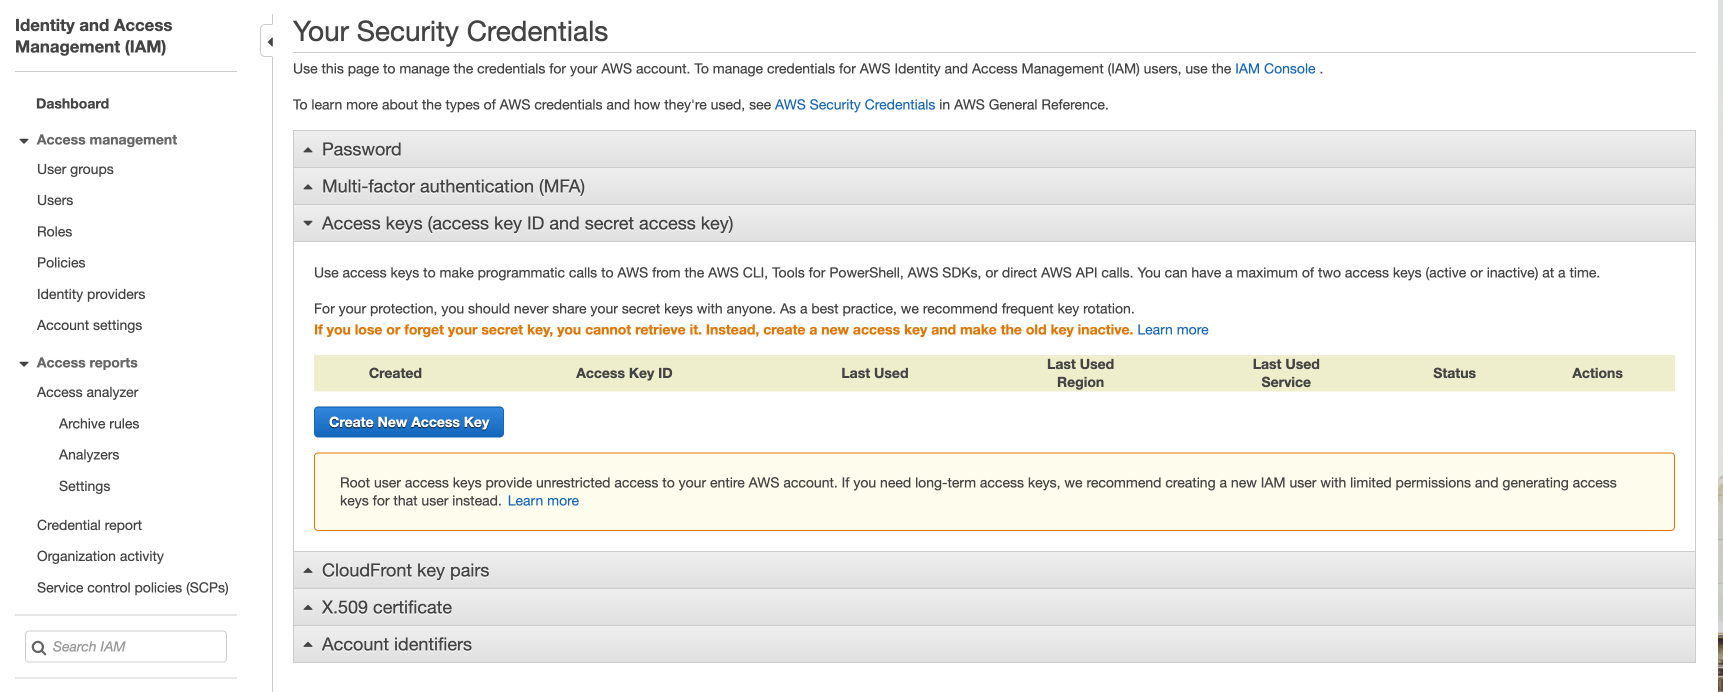 Identity and Access
Management (IAM)
Dashboard
Access management
User groups
Users
Roles
Policies
Identity providers
Account settings
Access reports
Access analyzer
Archive rules
Analyzers
Settings
Credential report
Organization activity
Service control policies (SCPs)
Search IAM
Your Security Credentials
Use this page to manage the credentials for your AWS account. To manage credentials for AWS Identity and Access Management (IAM) users, use the IAM Console .
To learn more about the types of AWS credentials and how they're used, see AWS Security Credentials in AWS General Reference.
Password
Multi-factor authentication (MFA)
Access keys (access key ID and secret access key)
Use access keys to make programmatic calls to AWS from the AWS CLI, Tools for PowerShell, AWS SDKs, or direct AWS API calls. You can have a maximum of two access keys (active or inactive) at a time.
For your protection, you should never share your secret keys with anyone. As a best practice, we recommend frequent key rotation.
If you lose or forget your secret key, you cannot retrieve it. Instead, create a new access key and make the old key inactive. Learn more
Created Access Key ID Last Used Last Used Region Last Used Service Status Actions
Create New Access Key
Root user access keys provide unrestricted access to your entire AWS account. If you need long-term access keys, we recommend creating a new IAM user with limited permissions and generating access
keys for that user instead. Learn more
CloudFront key pairs
X.509 certificate
Account identifiers